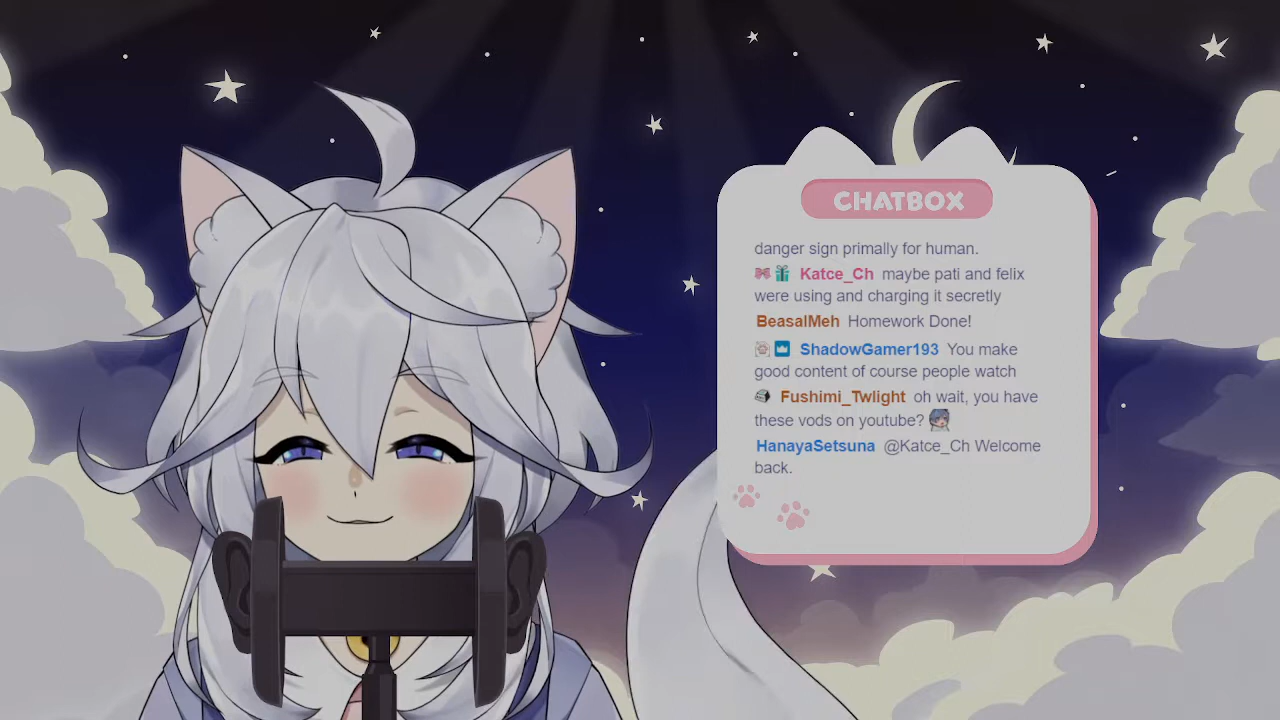 CHATBOX
danger sign primally for human.
Katce_Ch maybe pati and felix
were using and charging it secretly
BeasalMeh Homework Done!
ShadowGamer193 You make
good content of course people watch
Fushimi_Twlight oh wait, you have
these vods on youtube?
HanayaSetsuna @Katce_Ch Welcome
back.